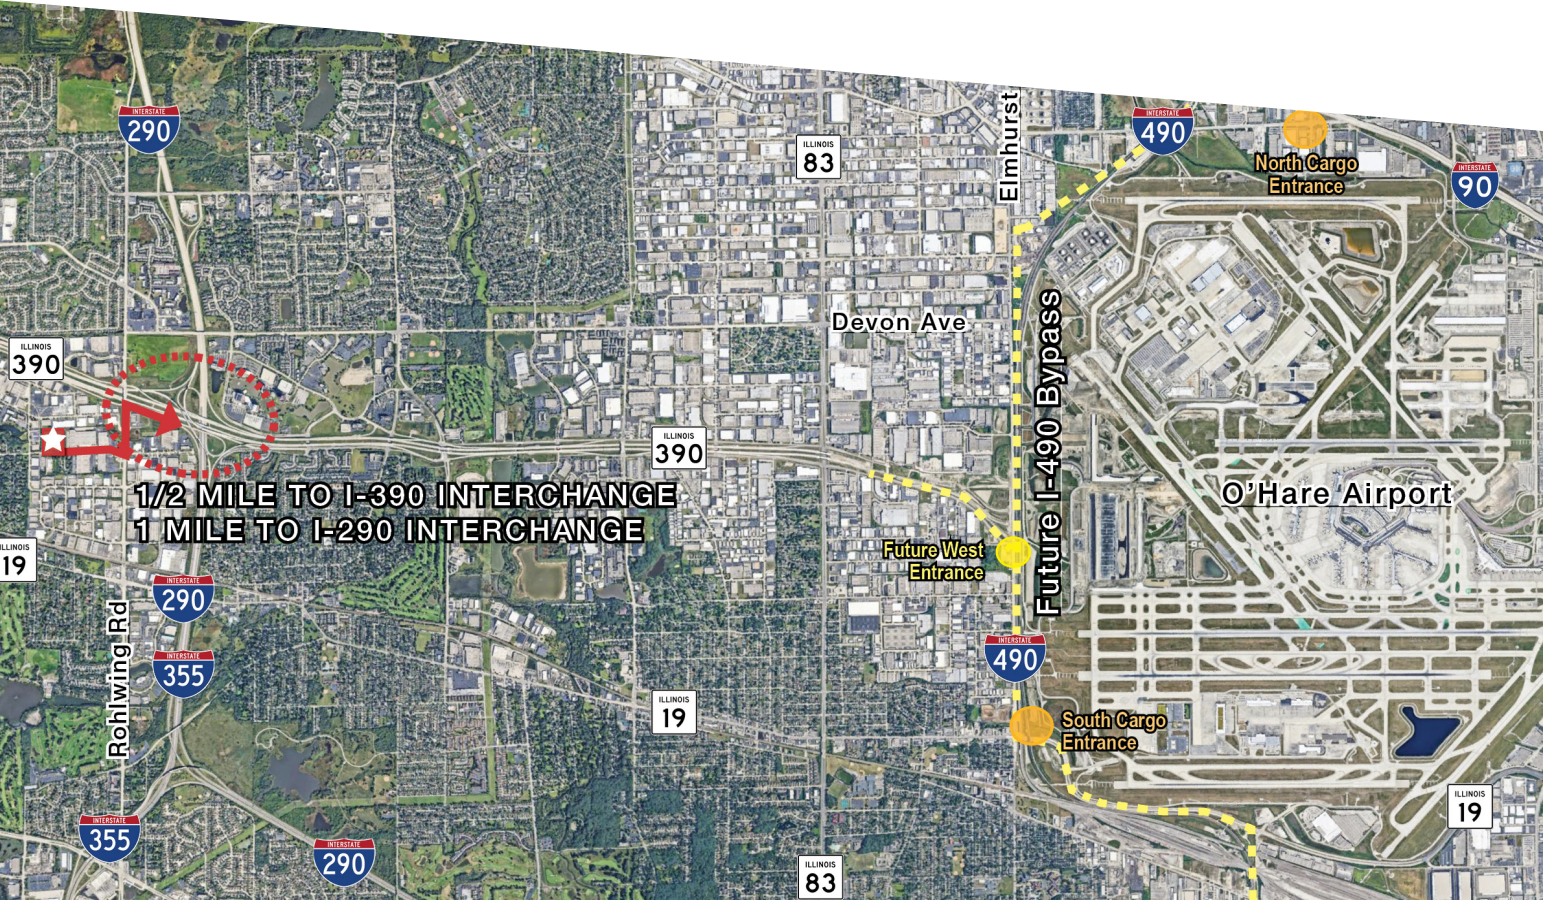 INTERSTATE
290
ILLINOIS
83
Elmhurst
INTERSTATE
490
North Cargo
Entrance
INTERSTATE
90
ILLINOIS
390
Devon Ave
Future I-490 Bypass
ILLINOIS
390
O'Hare Airport
1/2 MILE TO I-390 INTERCHANGE
1 MILE TO I-290 INTERCHANGE
Future West
Entrance
ILLINOIS
19
INTERSTATE
290
Rohlwing Rd
INTERSTATE
355
INTERSTATE
490
ILLINOIS
19
South Cargo
Entrance
ILLINOIS
19
INTERSTATE
355
INTERSTATE
290
ILLINOIS
83